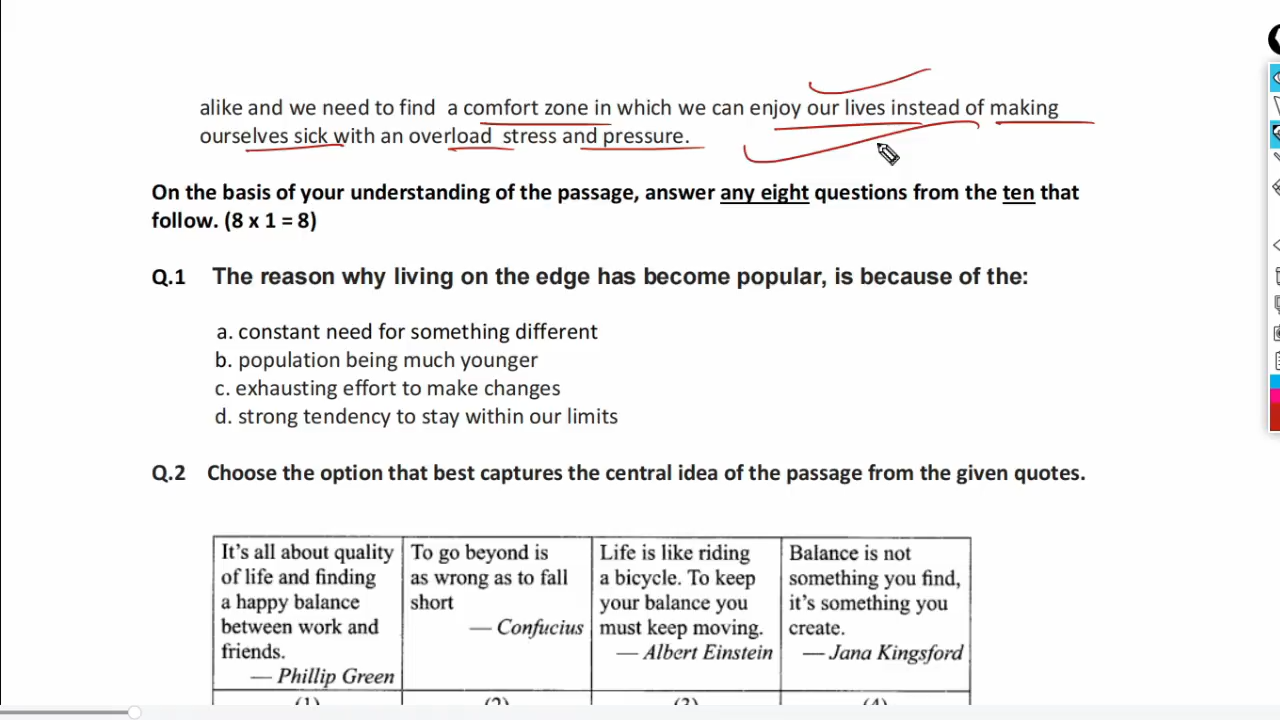 alike and we need to find a comfort zone in which we can enjoy our lives instead of making
ourselves sick with an overload stress and pressure.
On the basis of your understanding of the passage, answer any eight questions from the ten that
follow. (8 x 1 = 8)
Q.1 The reason why living on the edge has become popular, is because of the:
a. constant need for something different
b. population being much younger
c. exhausting effort to make changes
d. strong tendency to stay within our limits
Q.2 Choose the option that best captures the central idea of the passage from the given quotes.
It's all about quality
of life and finding
a happy balance
between work and
friends.
— Phillip Green
(1)
To go beyond is
as wrong as to fall
short
— Confucius
(2)
Life is like riding
a bicycle. To keep
your balance you
must keep moving.
— Albert Einstein
(3)
Balance is not
something you find,
it's something you
create.
— Jana Kingsford
(4)